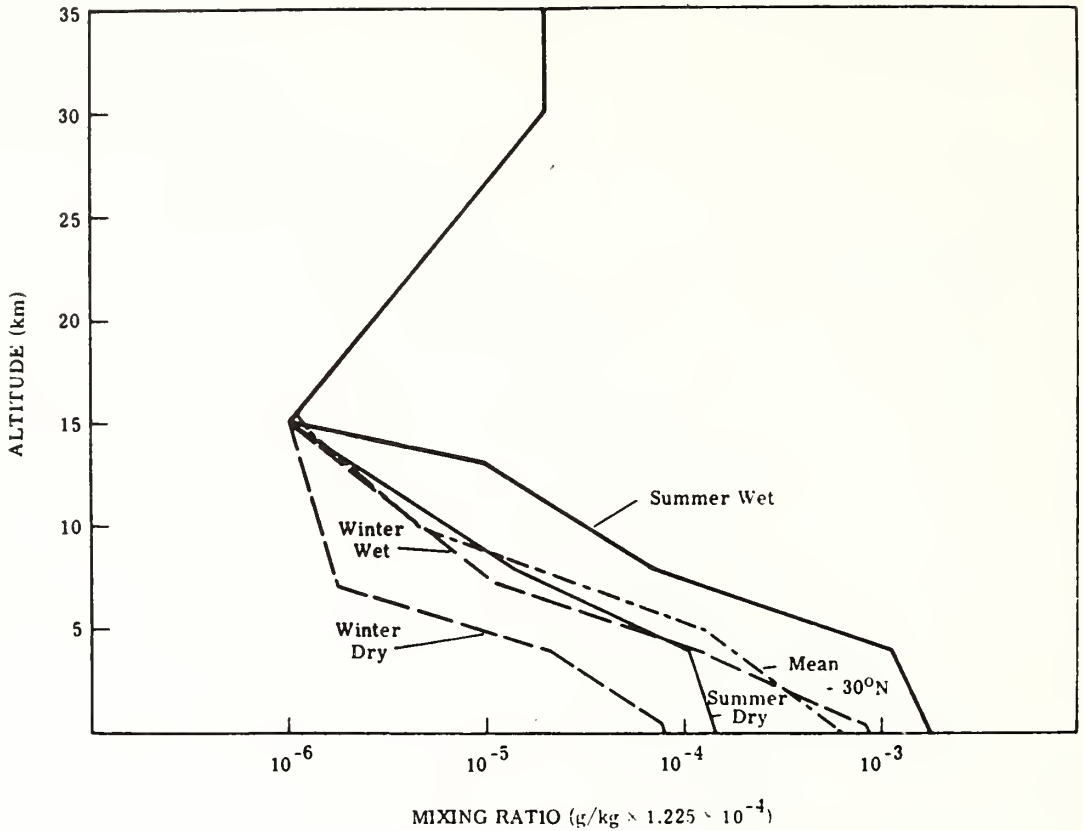 35
30
25
20
15
10
5
ALTITUDE (km)
Summer Wet
Winter
Wet
Winter
Dry
Mean
- 30°N
Summer
Dry
10⁻⁶
10⁻⁵
10⁻⁴
10⁻³
MIXING RATIO (g/kg × 1.225 × 10⁻⁴)